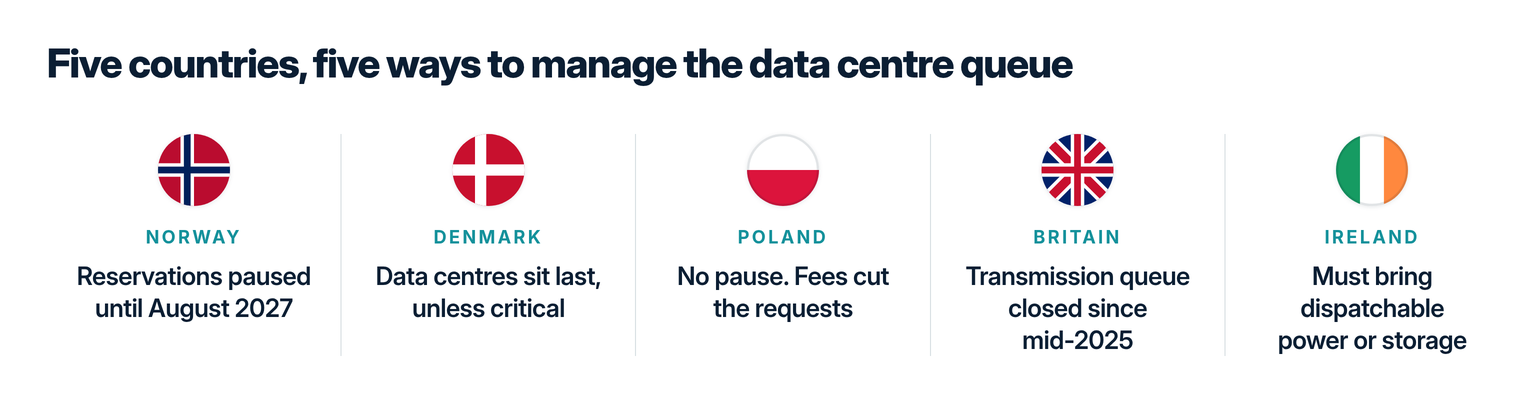 Five countries, five ways to manage the data centre queue
NORWAY
Reservations paused
until August 2027
DENMARK
Data centres sit last,
unless critical
POLAND
No pause. Fees cut
the requests
BRITAIN
Transmission queue
closed since
mid-2025
IRELAND
Must bring
dispatchable
power or storage